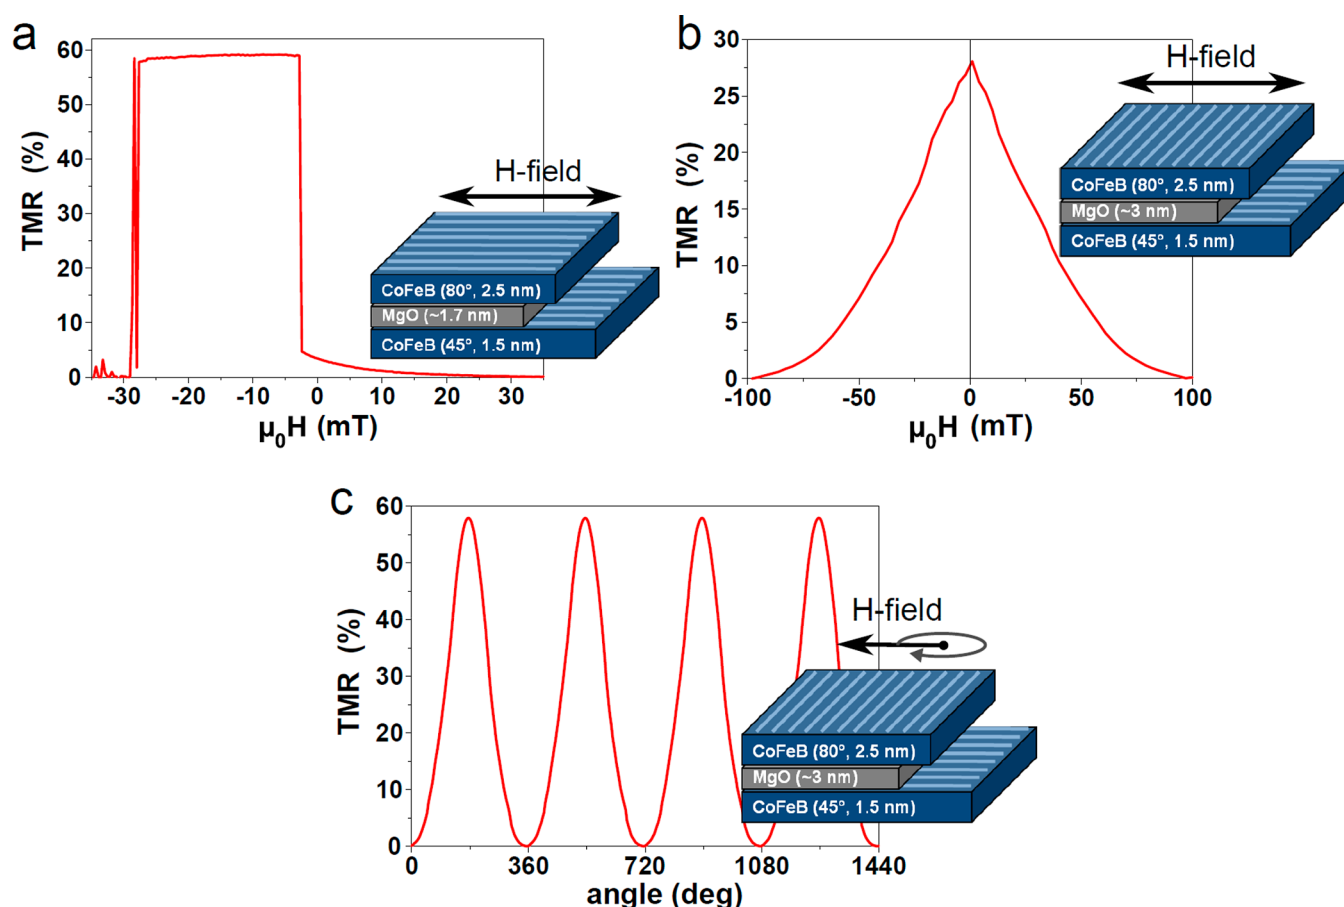 a
60
50
40
30
20
10
0
TMR (%)
-30 -20 -10 0 10 20 30
µ0H (mT)
H-field
CoFeB (80°, 2.5 nm)
MgO (~1.7 nm)
CoFeB (45°, 1.5 nm)
b
30
25
20
15
10
5
0
TMR (%)
-100 -50 0 50 100
µ0H (mT)
H-field
CoFeB (80°, 2.5 nm)
MgO (~3 nm)
CoFeB (45°, 1.5 nm)
c
60
50
40
30
20
10
0
TMR (%)
0 360 720 1080 1440
angle (deg)
H-field
CoFeB (80°, 2.5 nm)
MgO (~3 nm)
CoFeB (45°, 1.5 nm)